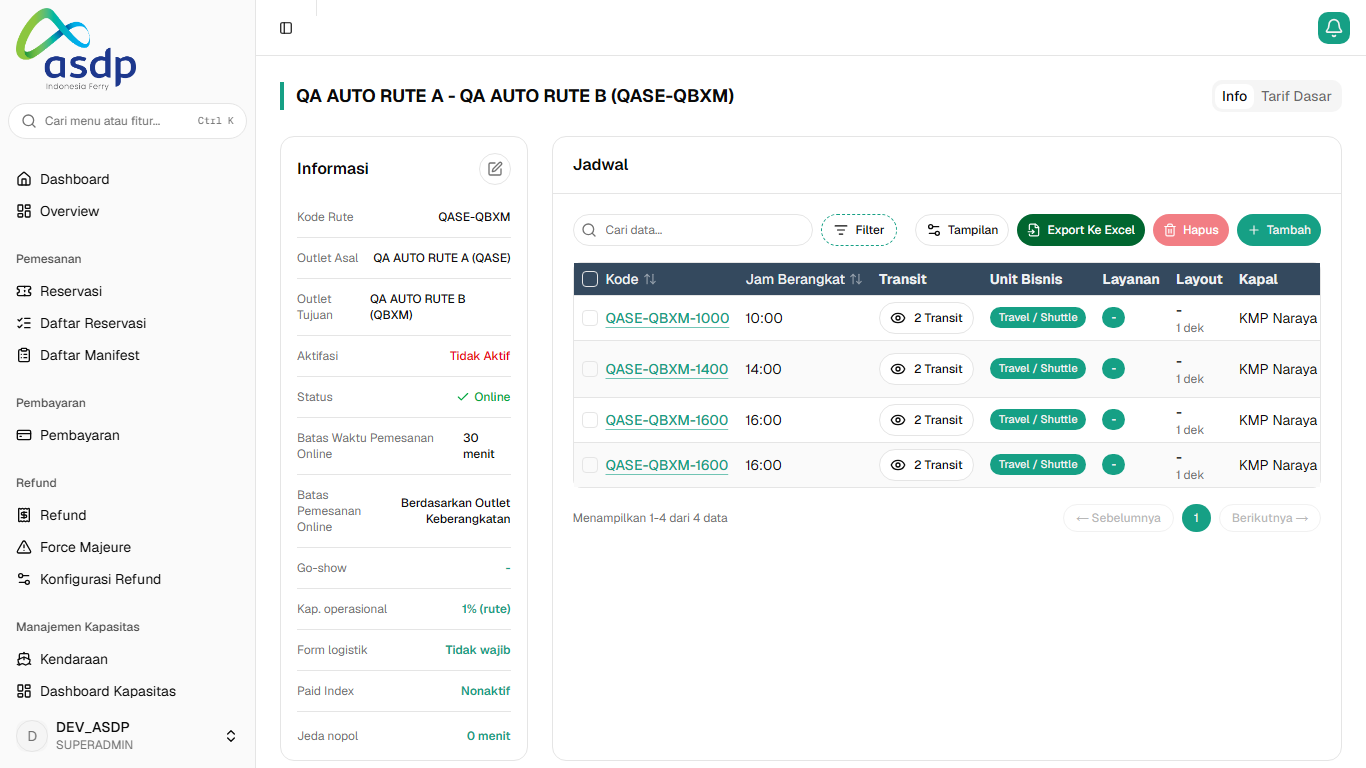 asdp
Indonesia Ferry
Cari menu atau fitur... Ctrl K
Dashboard
Overview
Pemesanan
Reservasi
Daftar Reservasi
Daftar Manifest
Pembayaran
Pembayaran
Refund
Refund
Force Majeure
Konfigurasi Refund
Manajemen Kapasitas
Kendaraan
Dashboard Kapasitas
D
DEV_ASDP
SUPERADMIN
QA AUTO RUTE A - QA AUTO RUTE B (QASE-QBXM)
Info Tarif Dasar
Informasi
Kode Rute QASE-QBXM
Outlet Asal QA AUTO RUTE A (QASE)
Outlet Tujuan QA AUTO RUTE B (QBXM)
Aktifasi Tidak Aktif
Status Online
Batas Waktu Pemesanan Online 30 menit
Batas Pemesanan Online Berdasarkan Outlet Keberangkatan
Go-show -
Kap. operasional 1% (rute)
Form logistik Tidak wajib
Paid Index Nonaktif
Jeda nopol 0 menit
Jadwal
Cari data... Filter Tampilan Export Ke Excel Hapus + Tambah
Kode Jam Berangkat Transit Unit Bisnis Layanan Layout Kapal
QASE-QBXM-1000 10:00 2 Transit Travel / Shuttle - - 1 dek KMP Naraya
QASE-QBXM-1400 14:00 2 Transit Travel / Shuttle - - 1 dek KMP Naraya
QASE-QBXM-1600 16:00 2 Transit Travel / Shuttle - - 1 dek KMP Naraya
QASE-QBXM-1600 16:00 2 Transit Travel / Shuttle - - 1 dek KMP Naraya
Menampilkan 1-4 dari 4 data
← Sebelumnya 1 Berikutnya →